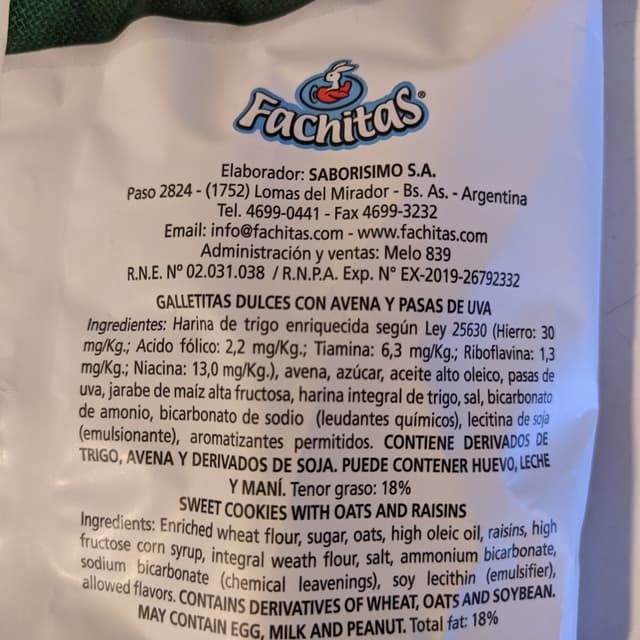 Fachitas®
Elaborador: SABORISIMO S.A.
Paso 2824 - (1752) Lomas del Mirador - Bs. As. - Argentina
Tel. 4699-0441 - Fax 4699-3232
Email: info@fachitas.com - www.fachitas.com
Administración y ventas: Melo 839
R.N.E. Nº 02.031.038 / R.N.P.A. Exp. Nº EX-2019-26792332
GALLETITAS DULCES CON AVENA Y PASAS DE UVA
Ingredientes: Harina de trigo enriquecida según Ley 25630 (Hierro: 30
mg/Kg.; Acido fólico: 2,2 mg/Kg.; Tiamina: 6,3 mg/Kg.; Riboflavina: 1,3
mg/Kg.; Niacina: 13,0 mg/Kg.), avena, azúcar, aceite alto oleico, pasas de
uva, jarabe de maíz alta fructosa, harina integral de trigo, sal, bicarbonato
de amonio, bicarbonato de sodio (leudantes químicos), lecitina de soja
(emulsionante), aromatizantes permitidos. CONTIENE DERIVADOS DE
TRIGO, AVENA Y DERIVADOS DE SOJA. PUEDE CONTENER HUEVO, LECHE
Y MANÍ. Tenor graso: 18%
SWEET COOKIES WITH OATS AND RAISINS
Ingredients: Enriched wheat flour, sugar, oats, high oleic oil, raisins, high
fructose corn syrup, integral weath flour, salt, ammonium bicarbonate,
sodium bicarbonate (chemical leavenings), soy lecithin (emulsifier),
allowed flavors. CONTAINS DERIVATIVES OF WHEAT, OATS AND SOYBEAN.
MAY CONTAIN EGG, MILK AND PEANUT. Total fat: 18%